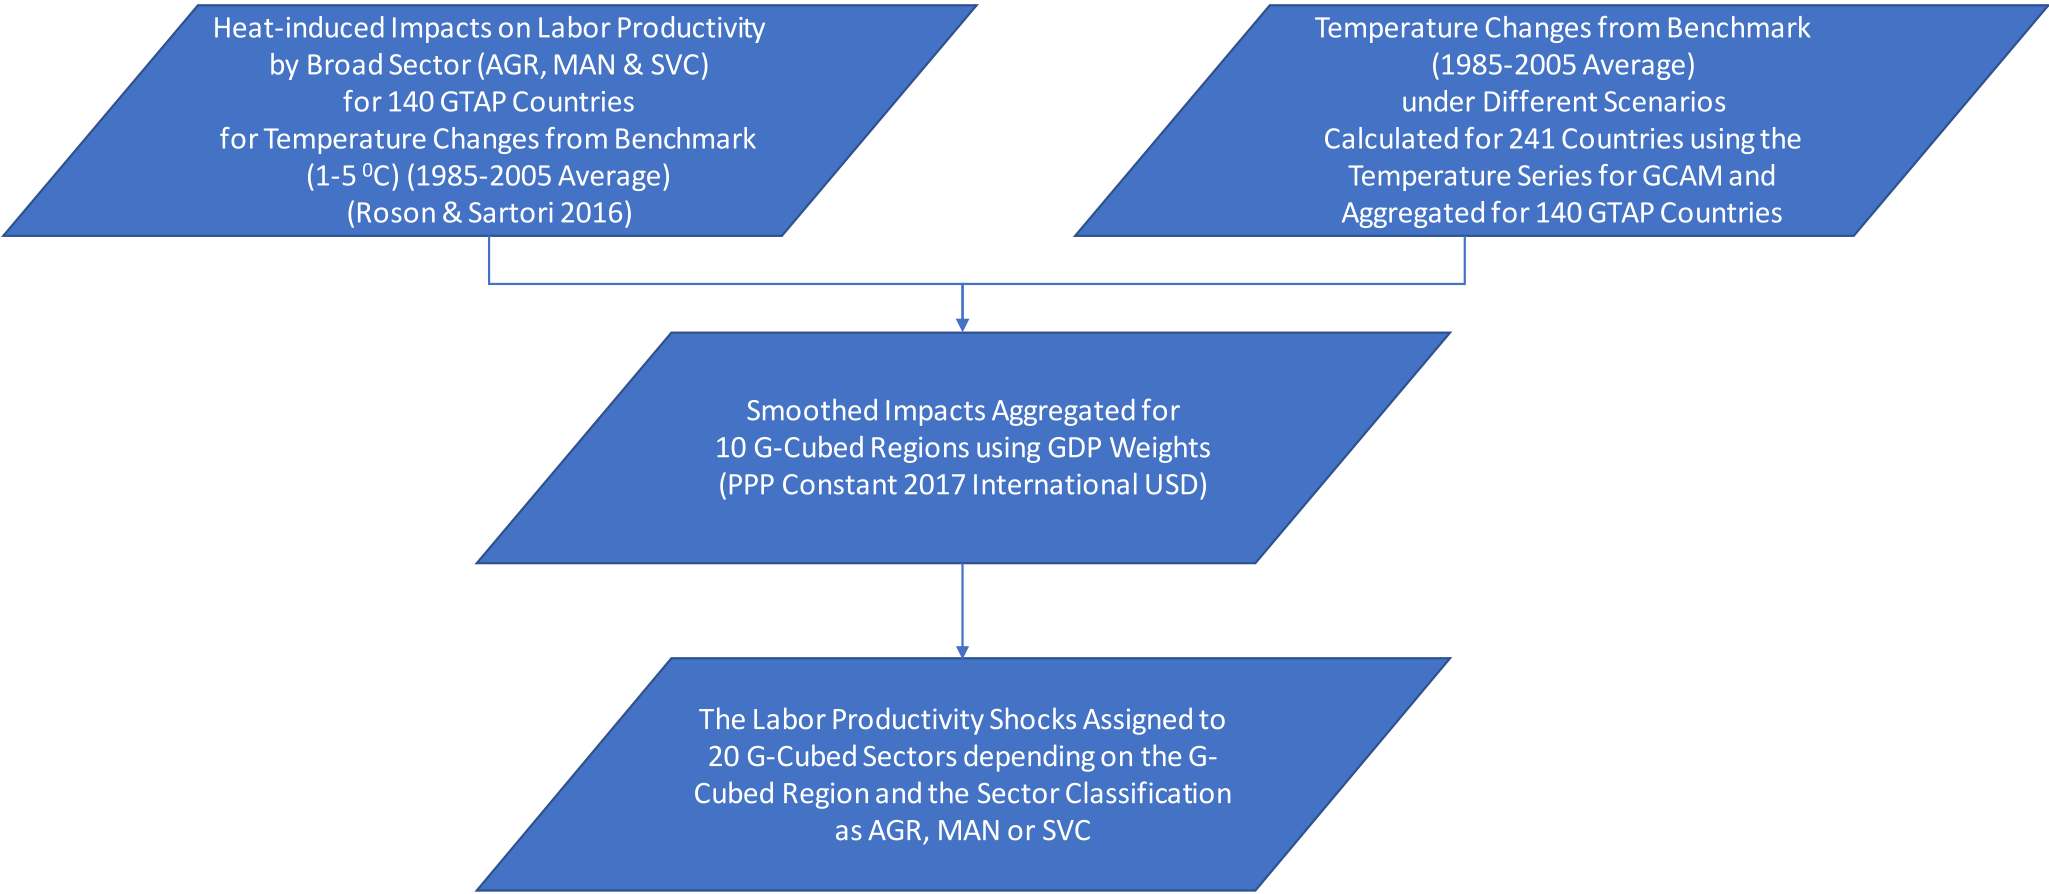 Heat-induced Impacts on Labor Productivity
by Broad Sector (AGR, MAN & SVC)
for 140 GTAP Countries
for Temperature Changes from Benchmark
(1-5 ⁰C) (1985-2005 Average)
(Roson & Sartori 2016)
Temperature Changes from Benchmark
(1985-2005 Average)
under Different Scenarios
Calculated for 241 Countries using the
Temperature Series for GCAM and
Aggregated for 140 GTAP Countries
Smoothed Impacts Aggregated for
10 G-Cubed Regions using GDP Weights
(PPP Constant 2017 International USD)
The Labor Productivity Shocks Assigned to
20 G-Cubed Sectors depending on the G-
Cubed Region and the Sector Classification
as AGR, MAN or SVC